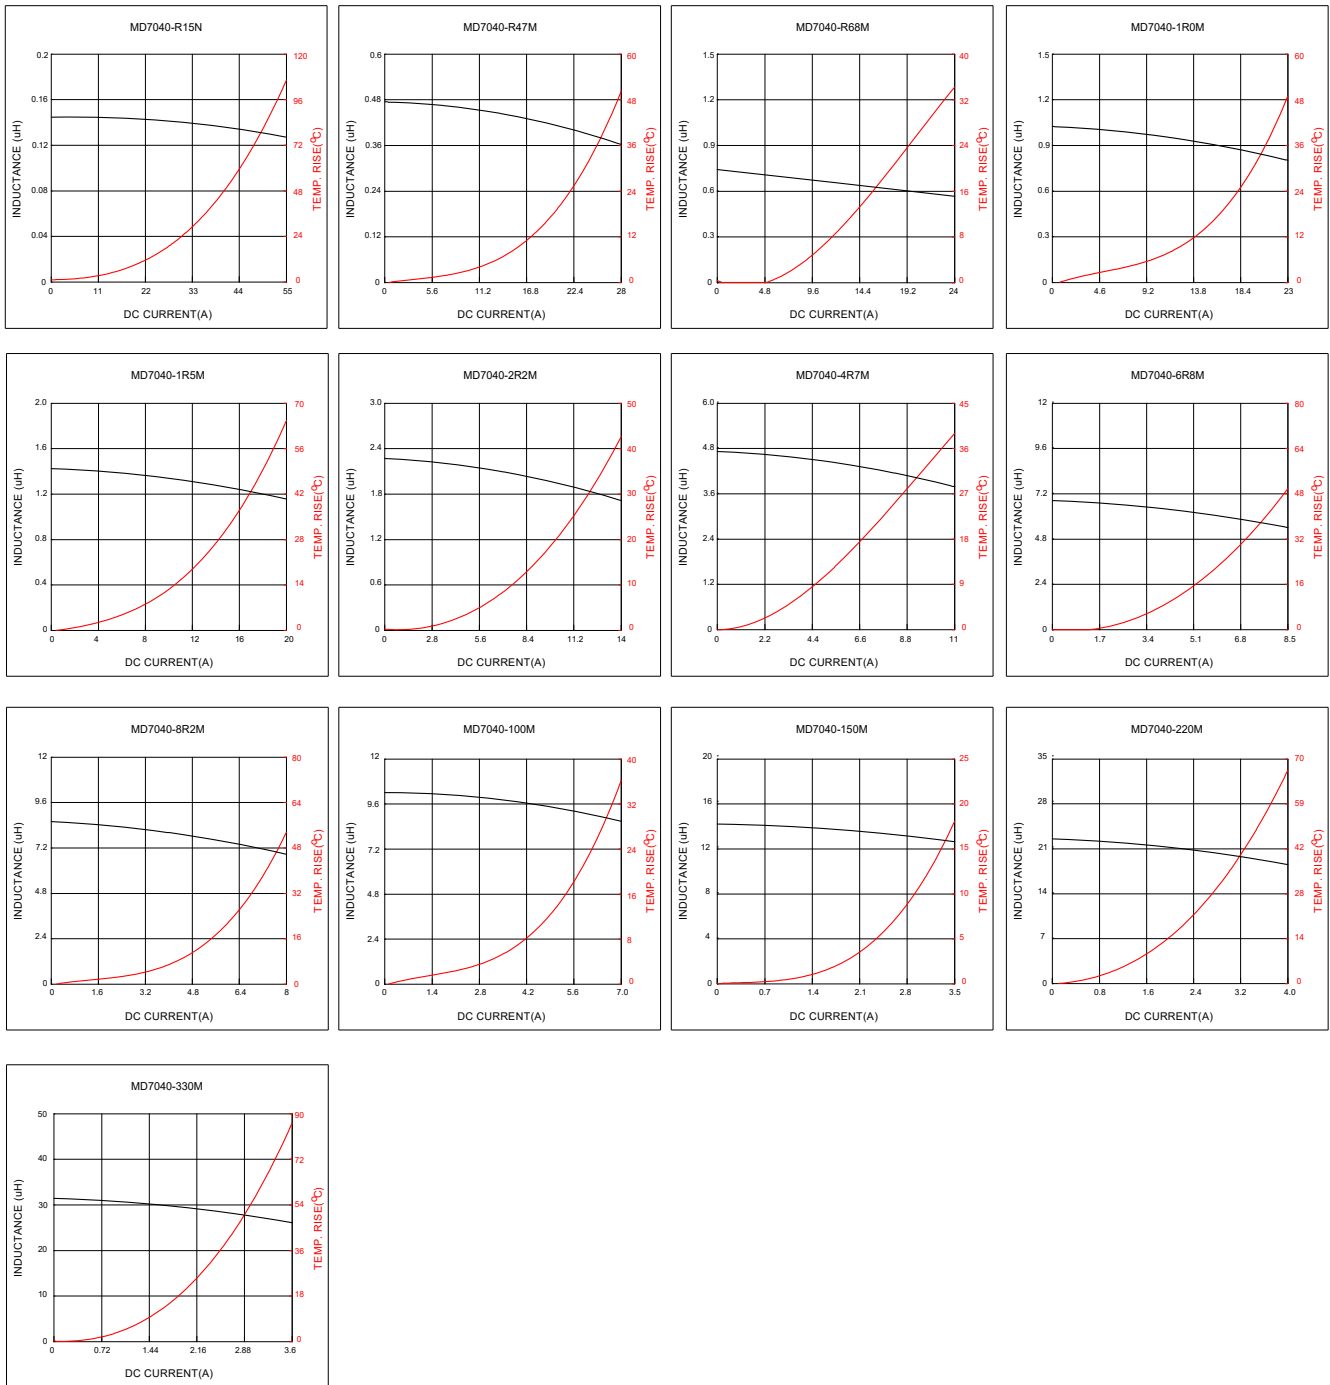 MD7040-R15N
0.2
0.16
0.12
0.08
0.04
0
120
96
72
48
24
0
0 11 22 33 44 55
INDUCTANCE (uH)
TEMP. RISE(°C)
DC CURRENT(A)
MD7040-R47M
0.6
0.48
0.36
0.24
0.12
0
60
48
36
24
12
0
0 5.6 11.2 16.8 22.4 28
INDUCTANCE (uH)
TEMP. RISE(°C)
DC CURRENT(A)
MD7040-R68M
1.5
1.2
0.9
0.6
0.3
0
40
32
24
16
8
0
0 4.8 9.6 14.4 19.2 24
INDUCTANCE (uH)
TEMP. RISE(°C)
DC CURRENT(A)
MD7040-1R0M
1.5
1.2
0.9
0.6
0.3
0
60
48
36
24
12
0
0 4.6 9.2 13.8 18.4 23
INDUCTANCE (uH)
TEMP. RISE(°C)
DC CURRENT(A)
MD7040-1R5M
2.0
1.6
1.2
0.8
0.4
0
70
56
42
28
14
0
0 4 8 12 16 20
INDUCTANCE (uH)
TEMP. RISE(°C)
DC CURRENT(A)
MD7040-2R2M
3.0
2.4
1.8
1.2
0.6
0
50
40
30
20
10
0
0 2.8 5.6 8.4 11.2 14
INDUCTANCE (uH)
TEMP. RISE(°C)
DC CURRENT(A)
MD7040-4R7M
6.0
4.8
3.6
2.4
1.2
0
45
36
27
18
9
0
0 2.2 4.4 6.6 8.8 11
INDUCTANCE (uH)
TEMP. RISE(°C)
DC CURRENT(A)
MD7040-6R8M
12
9.6
7.2
4.8
2.4
0
80
64
48
32
16
0
0 1.7 3.4 5.1 6.8 8.5
INDUCTANCE (uH)
TEMP. RISE(°C)
DC CURRENT(A)
MD7040-8R2M
12
9.6
7.2
4.8
2.4
0
80
64
48
32
16
0
0 1.6 3.2 4.8 6.4 8
INDUCTANCE (uH)
TEMP. RISE(°C)
DC CURRENT(A)
MD7040-100M
12
9.6
7.2
4.8
2.4
0
40
32
24
16
8
0
0 1.4 2.8 4.2 5.6 7.0
INDUCTANCE (uH)
TEMP. RISE(°C)
DC CURRENT(A)
MD7040-150M
20
16
12
8
4
0
25
20
15
10
5
0
0 0.7 1.4 2.1 2.8 3.5
INDUCTANCE (uH)
TEMP. RISE(°C)
DC CURRENT(A)
MD7040-220M
35
28
21
14
7
0
70
59
42
28
14
0
0 0.8 1.6 2.4 3.2 4.0
INDUCTANCE (uH)
TEMP. RISE(°C)
DC CURRENT(A)
MD7040-330M
50
40
30
20
10
0
90
72
54
36
18
0
0 0.72 1.44 2.16 2.88 3.6
INDUCTANCE (uH)
TEMP. RISE(°C)
DC CURRENT(A)